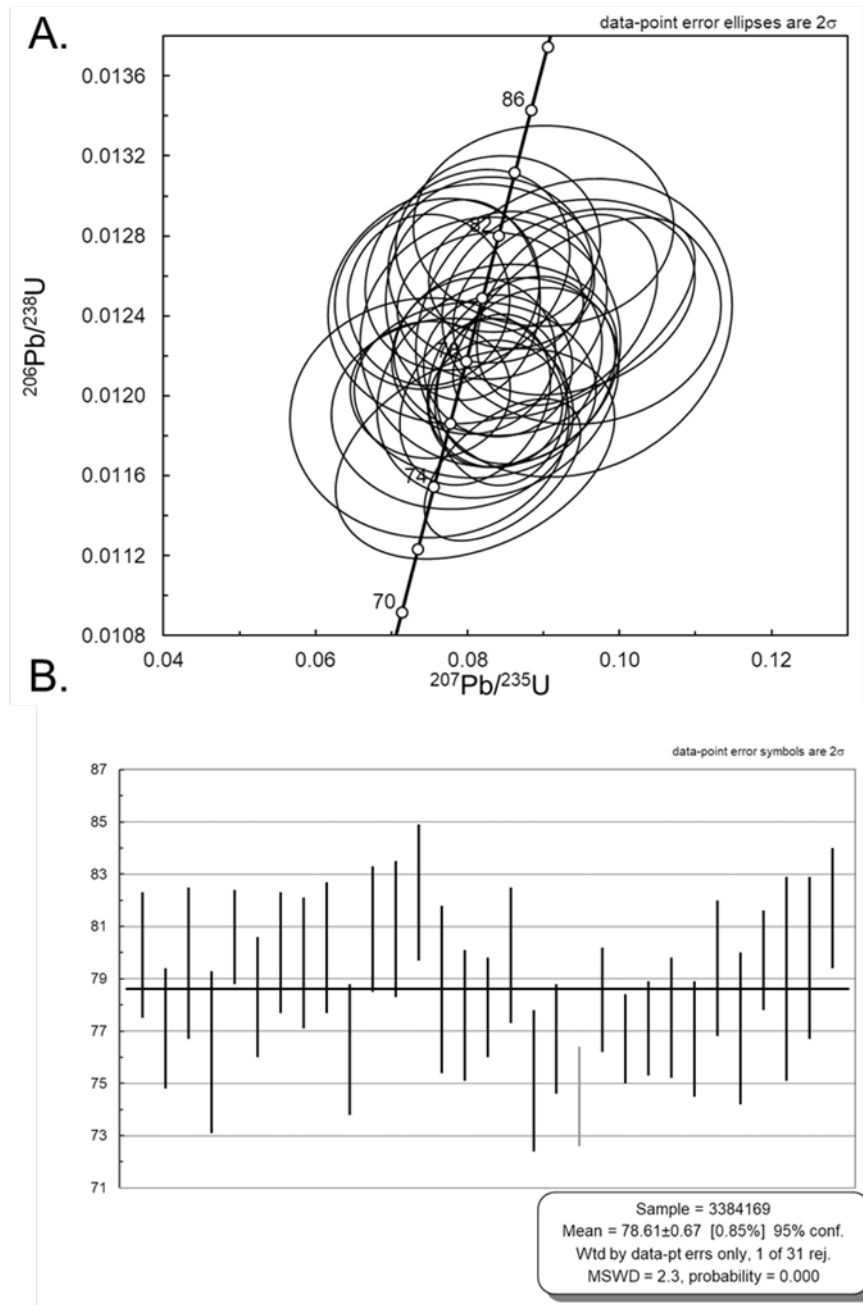 A.
data-point error ellipses are 2σ
0.0136
86
0.0132
82
0.0128
0.0124
0.0120
0.0116
74
0.0112
70
0.0108
206Pb/238U
0.04 0.06 0.08 0.10 0.12
207Pb/235U
B.
data-point error symbols are 2σ
87
85
83
81
79
77
75
73
71
Sample = 3384169
Mean = 78.61±0.67 [0.85%] 95% conf.
Wtd by data-pt errs only, 1 of 31 rej.
MSWD = 2.3, probability = 0.000